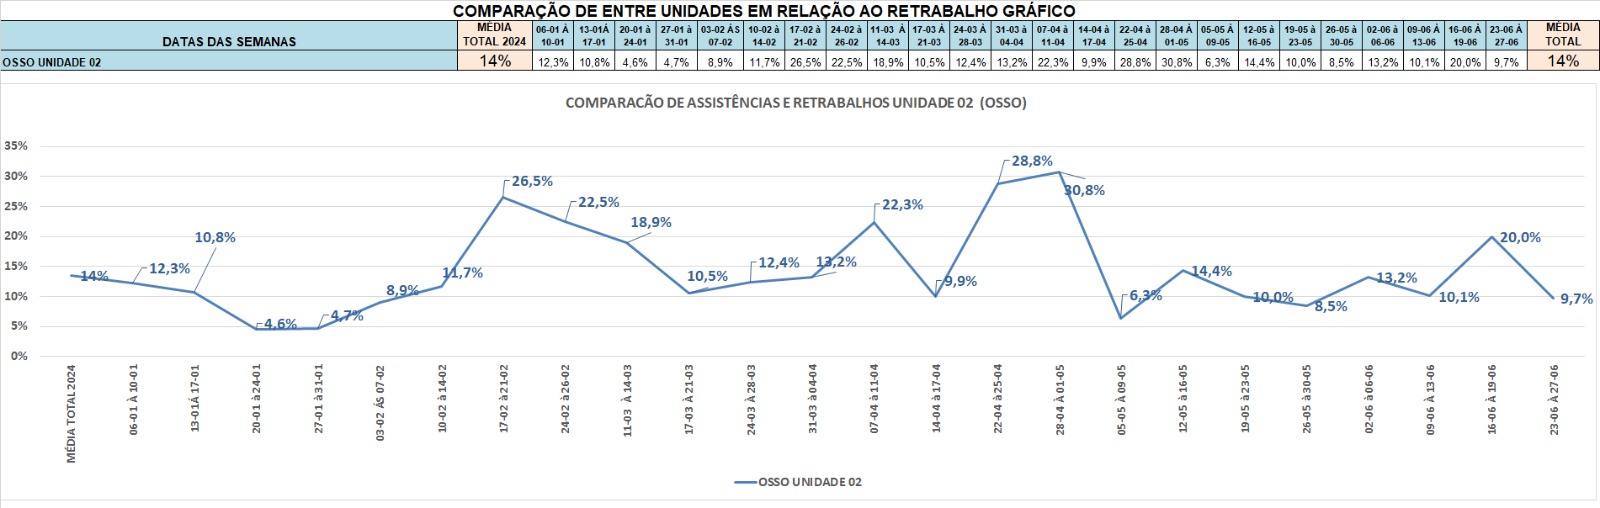 COMPARAÇÃO DE ENTRE UNIDADES EM RELAÇÃO AO RETRABALHO GRÁFICO
DATAS DAS SEMANAS
MÉDIA TOTAL 2024
06-01 À 10-01
13-01Á 17-01
20-01 à 24-01
27-01 à 31-01
03-02 ÁS 07-02
10-02 à 14-02
17-02 à 21-02
24-02 à 26-02
11-03 À 14-03
17-03 À 21-03
24-03 À 28-03
31-03 à 04-04
07-04 à 11-04
14-04 À 17-04
22-04 à 25-04
28-04 À 01-05
05-05 À 09-05
12-05 à 16-05
19-05 à 23-05
26-05 à 30-05
02-06 à 06-06
09-06 À 13-06
16-06 À 19-06
23-06 À 27-06
MÉDIA TOTAL
OSSO UNIDADE 02 14% 12,3% 10,8% 4,6% 4,7% 8,9% 11,7% 26,5% 22,5% 18,9% 10,5% 12,4% 13,2% 22,3% 9,9% 28,8% 30,8% 6,3% 14,4% 10,0% 8,5% 13,2% 10,1% 20,0% 9,7% 14%
COMPARACÃO DE ASSISTÊNCIAS E RETRABALHOS UNIDADE 02 (OSSO)
35%
30%
25%
20%
15%
10%
5%
0%
14%
12,3%
10,8%
4,6%
4,7%
8,9%
11,7%
26,5%
22,5%
18,9%
10,5%
12,4%
13,2%
22,3%
9,9%
28,8%
30,8%
6,3%
14,4%
10,0%
8,5%
13,2%
10,1%
20,0%
9,7%
MÉDIA TOTAL 2024
06-01 À 10-01
13-01Á 17-01
20-01 à 24-01
27-01 à 31-01
03-02 ÁS 07-02
10-02 à 14-02
17-02 à 21-02
24-02 à 26-02
11-03 À 14-03
17-03 À 21-03
24-03 À 28-03
31-03 à 04-04
07-04 à 11-04
14-04 À 17-04
22-04 à 25-04
28-04 À 01-05
05-05 À 09-05
12-05 à 16-05
19-05 à 23-05
26-05 à 30-05
02-06 à 06-06
09-06 À 13-06
16-06 À 19-06
23-06 À 27-06
OSSO UNIDADE 02